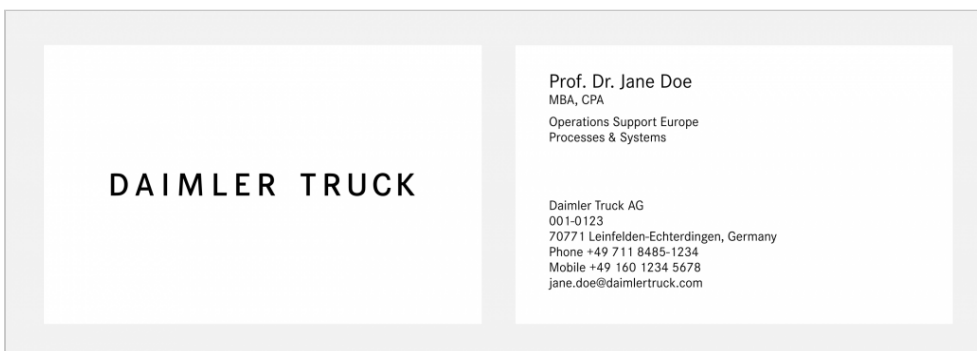 DAIMLER TRUCK
Prof. Dr. Jane Doe
MBA, CPA
Operations Support Europe
Processes & Systems
Daimler Truck AG
001-0123
70771 Leinfelden-Echterdingen, Germany
Phone +49 711 8485-1234
Mobile +49 160 1234 5678
jane.doe@daimlertruck.com